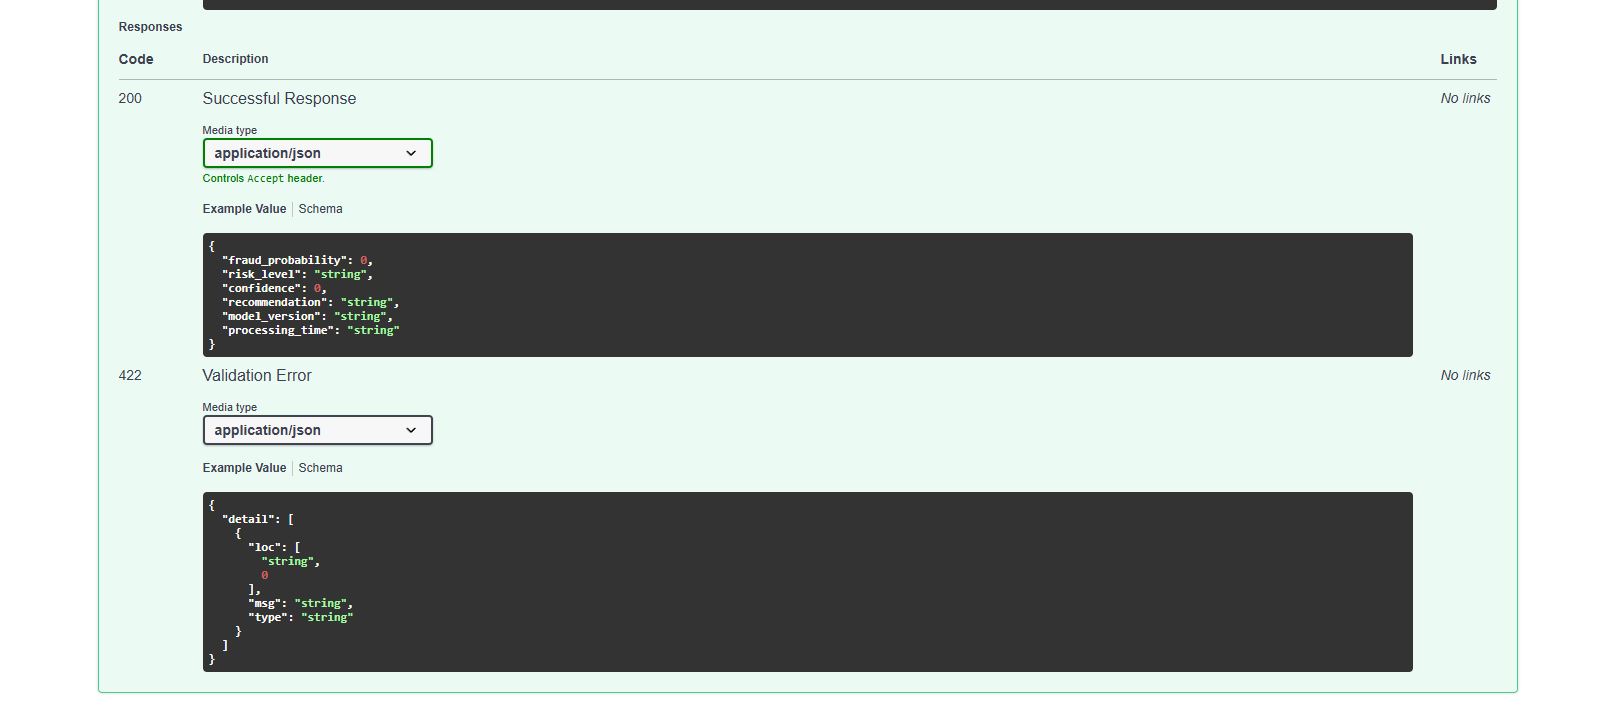 Responses
Code Description Links
200 Successful Response No links
Media type
application/json
Controls Accept header.
Example Value Schema
{
  "fraud_probability": 0,
  "risk_level": "string",
  "confidence": 0,
  "recommendation": "string",
  "model_version": "string",
  "processing_time": "string"
}
422 Validation Error No links
Media type
application/json
Example Value Schema
{
  "detail": [
    {
      "loc": [
        "string",
        0
      ],
      "msg": "string",
      "type": "string"
    }
  ]
}